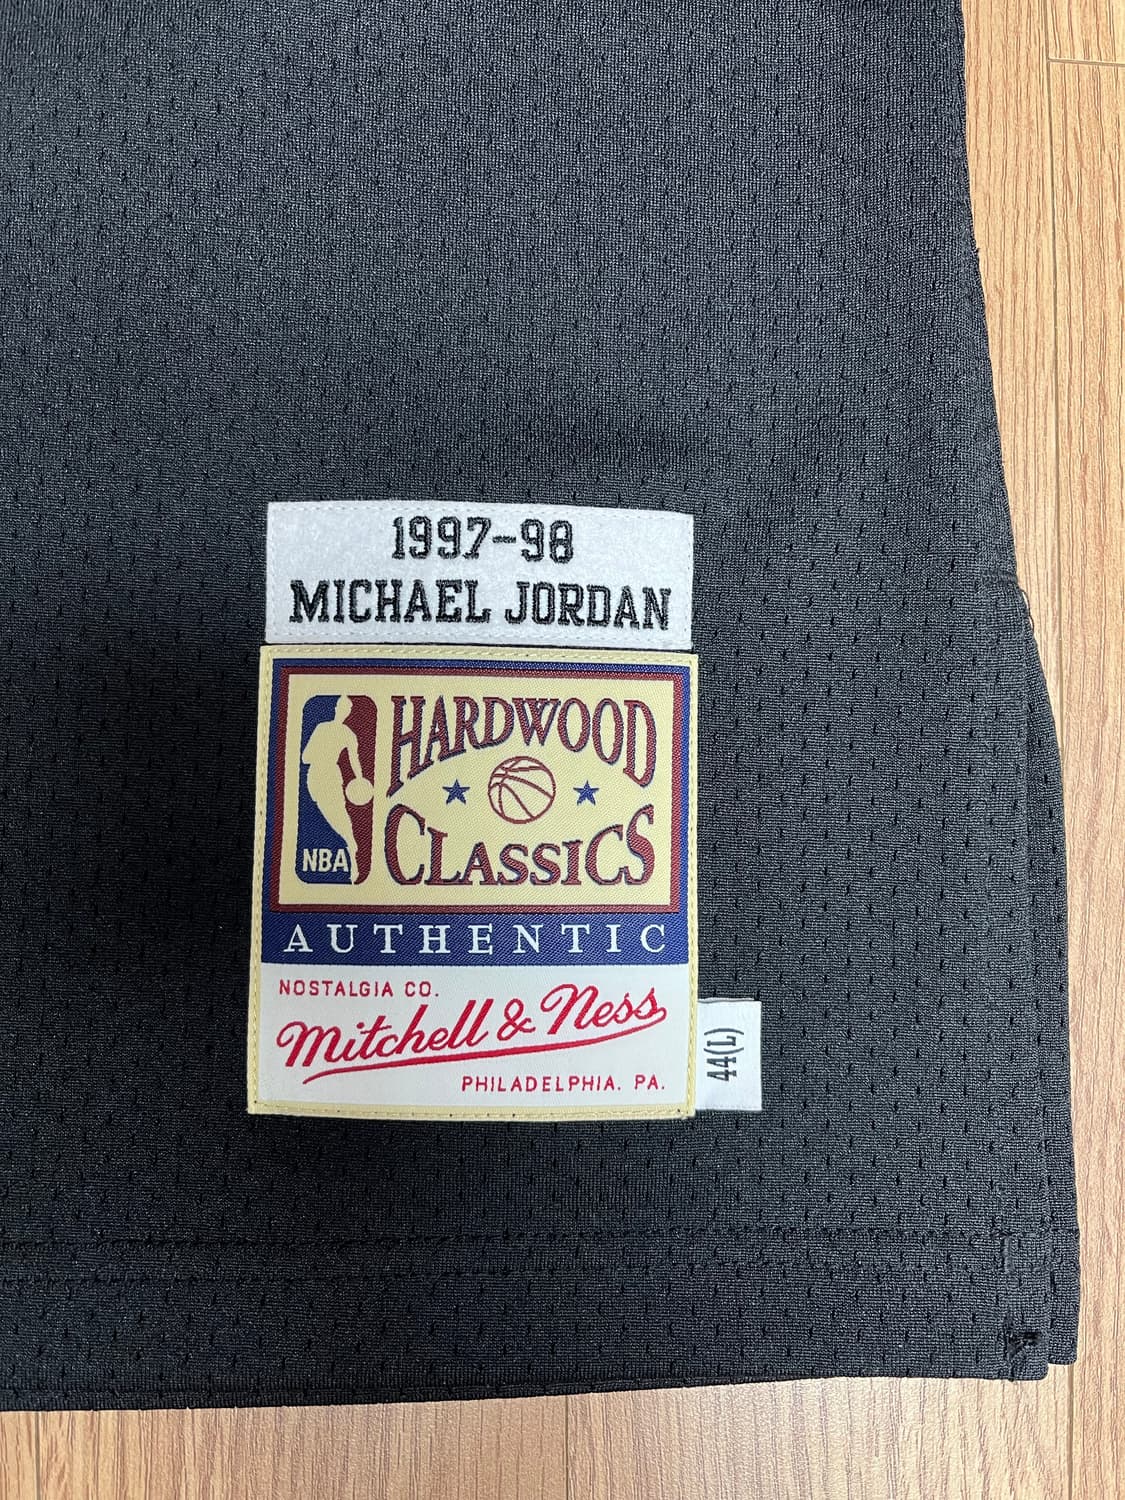 1997-98
MICHAEL JORDAN
HARDWOOD
CLASSICS
NBA
AUTHENTIC
NOSTALGIA CO.
Mitchell & Ness
PHILADELPHIA. PA.
44(L)